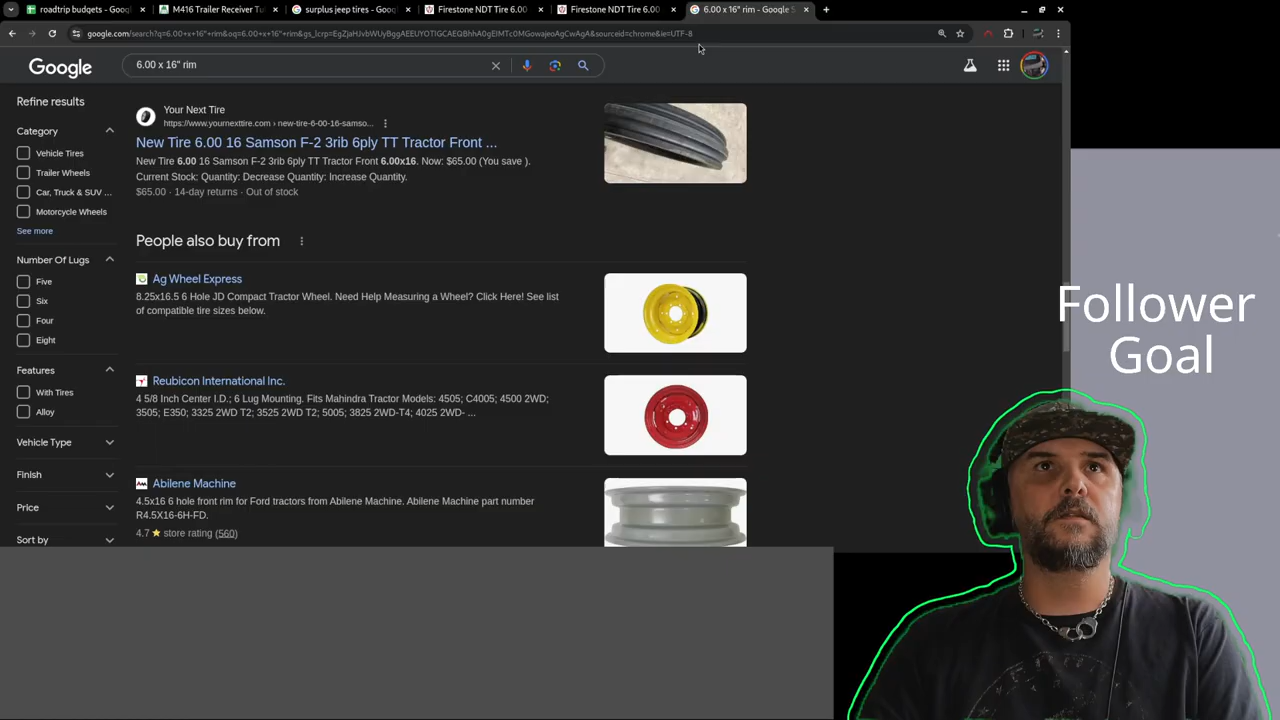 roadtrip budgets - Goog
M416 Trailer Receiver Tu
surplus jeep tires - Goog
Firestone NDT Tire 6.00
Firestone NDT Tire 6.00
6.00 x 16" rim - Google S
Google
6.00 x 16" rim
Refine results
Category
Vehicle Tires
Trailer Wheels
Car, Truck & SUV ...
Motorcycle Wheels
See more
Number Of Lugs
Five
Six
Four
Eight
Features
With Tires
Alloy
Vehicle Type
Finish
Price
Sort by
Your Next Tire
https://www.yournexttire.com › new-tire-6-00-16-samso...
New Tire 6.00 16 Samson F-2 3rib 6ply TT Tractor Front ...
New Tire 6.00 16 Samson F-2 3rib 6ply TT Tractor Front 6.00x16. Now: $65.00 (You save ).
Current Stock: Quantity: Decrease Quantity: Increase Quantity.
$65.00 · 14-day returns · Out of stock
People also buy from
Ag Wheel Express
8.25x16.5 6 Hole JD Compact Tractor Wheel. Need Help Measuring a Wheel? Click Here! See list
of compatible tire sizes below.
Reubicon International Inc.
4 5/8 Inch Center I.D.; 6 Lug Mounting. Fits Mahindra Tractor Models: 4505; C4005; 4500 2WD;
3505; E350; 3325 2WD T2; 3525 2WD T2; 5005; 3825 2WD-T4; 4025 2WD- ...
Abilene Machine
4.5x16 6 hole front rim for Ford tractors from Abilene Machine. Abilene Machine part number
R4.5X16-6H-FD.
4.7 ★ store rating (560)
Follower
Goal